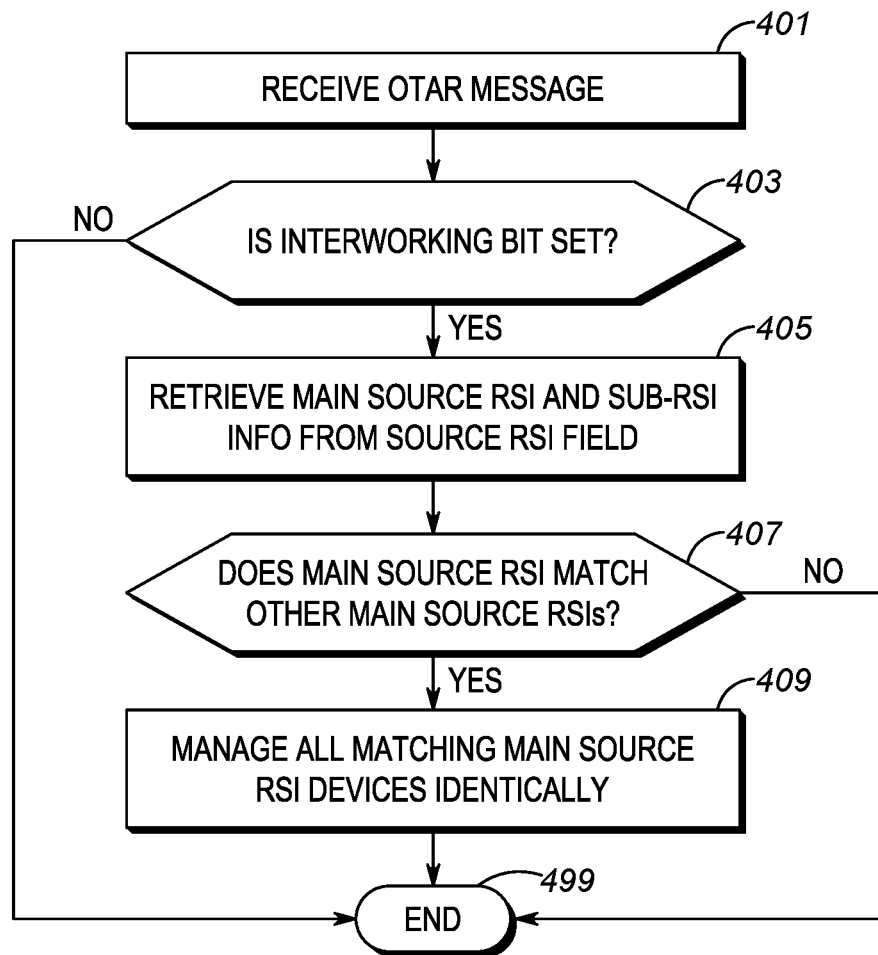 401
RECEIVE OTAR MESSAGE
403
NO
IS INTERWORKING BIT SET?
YES
405
RETRIEVE MAIN SOURCE RSI AND SUB-RSI
INFO FROM SOURCE RSI FIELD
407
NO
DOES MAIN SOURCE RSI MATCH
OTHER MAIN SOURCE RSIs?
YES
409
MANAGE ALL MATCHING MAIN SOURCE
RSI DEVICES IDENTICALLY
499
END